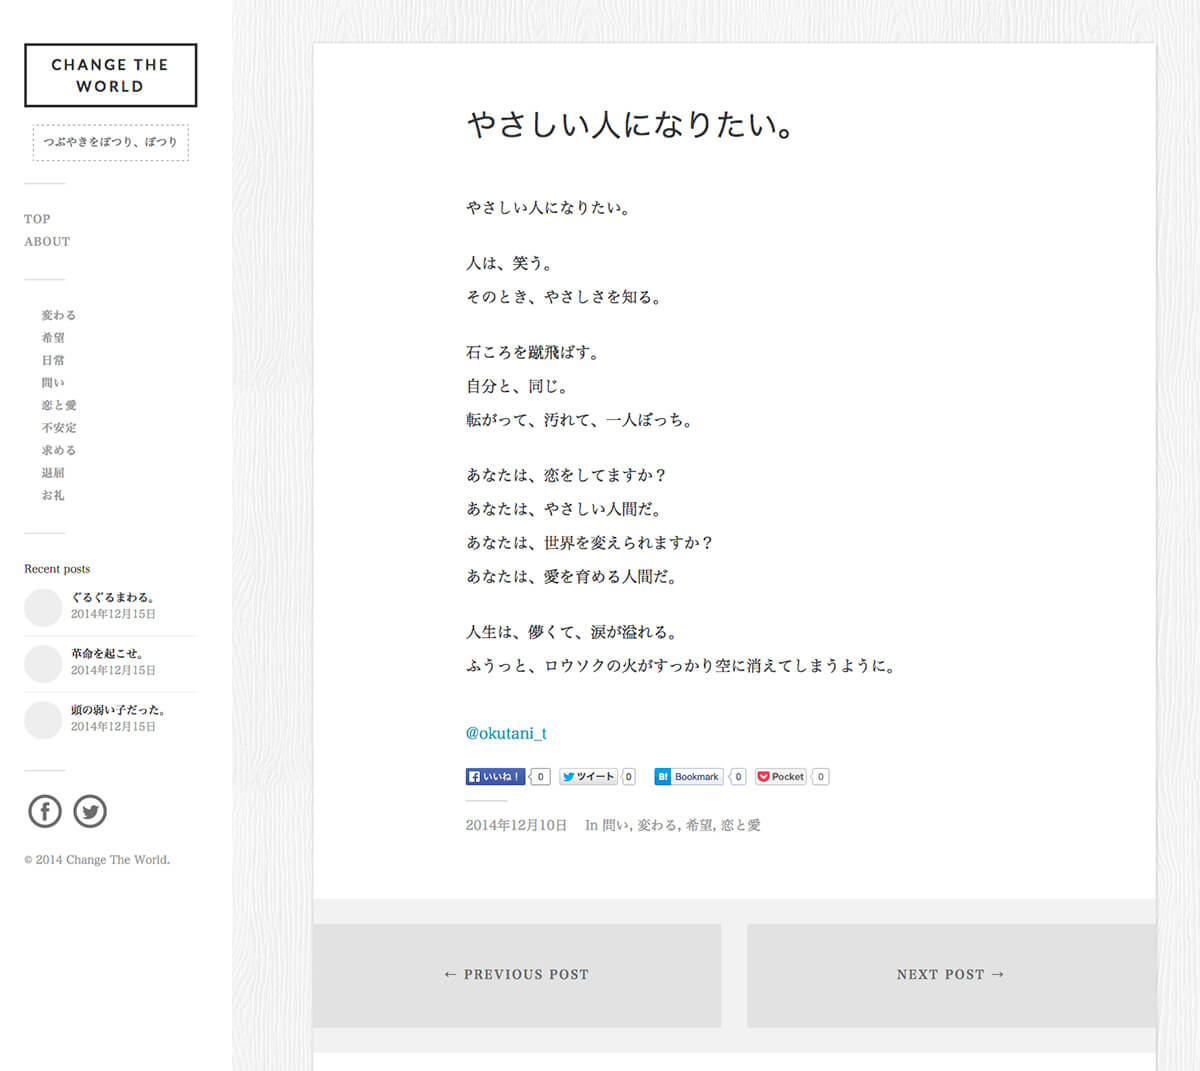 CHANGE THE
WORLD
つぶやきをぽつり、ぽつり
TOP
ABOUT
変わる
希望
日常
問い
恋と愛
不安定
求める
退屈
お礼
Recent posts
ぐるぐるまわる。
2014年12月15日
革命を起こせ。
2014年12月15日
頭の弱い子だった。
2014年12月15日
© 2014 Change The World.
やさしい人になりたい。
やさしい人になりたい。
人は、笑う。
そのとき、やさしさを知る。
石ころを蹴飛ばす。
自分と、同じ。
転がって、汚れて、一人ぼっち。
あなたは、恋をしてますか？
あなたは、やさしい人間だ。
あなたは、世界を変えられますか？
あなたは、愛を育める人間だ。
人生は、儚くて、涙が溢れる。
ふうっと、ロウソクの火がすっかり空に消えてしまうように。
@okutani_t
いいね！ 0 ツイート 0 B! Bookmark 0 Pocket 0
2014年12月10日 In 問い, 変わる, 希望, 恋と愛
← PREVIOUS POST
NEXT POST →